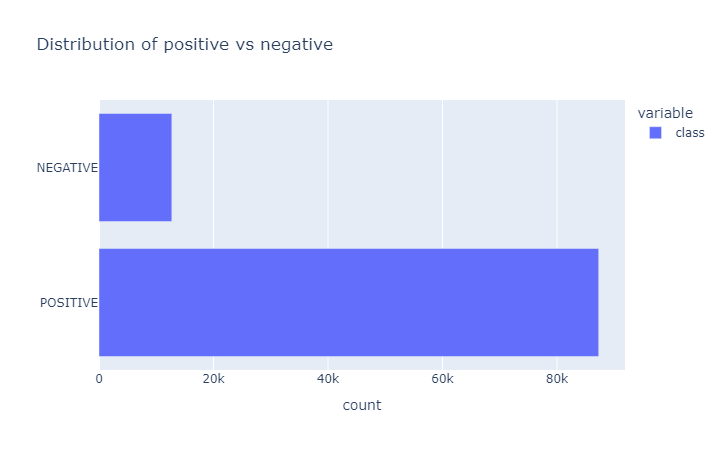 Distribution of positive vs negative
variable
class
NEGATIVE
POSITIVE
0
20k
40k
60k
80k
count